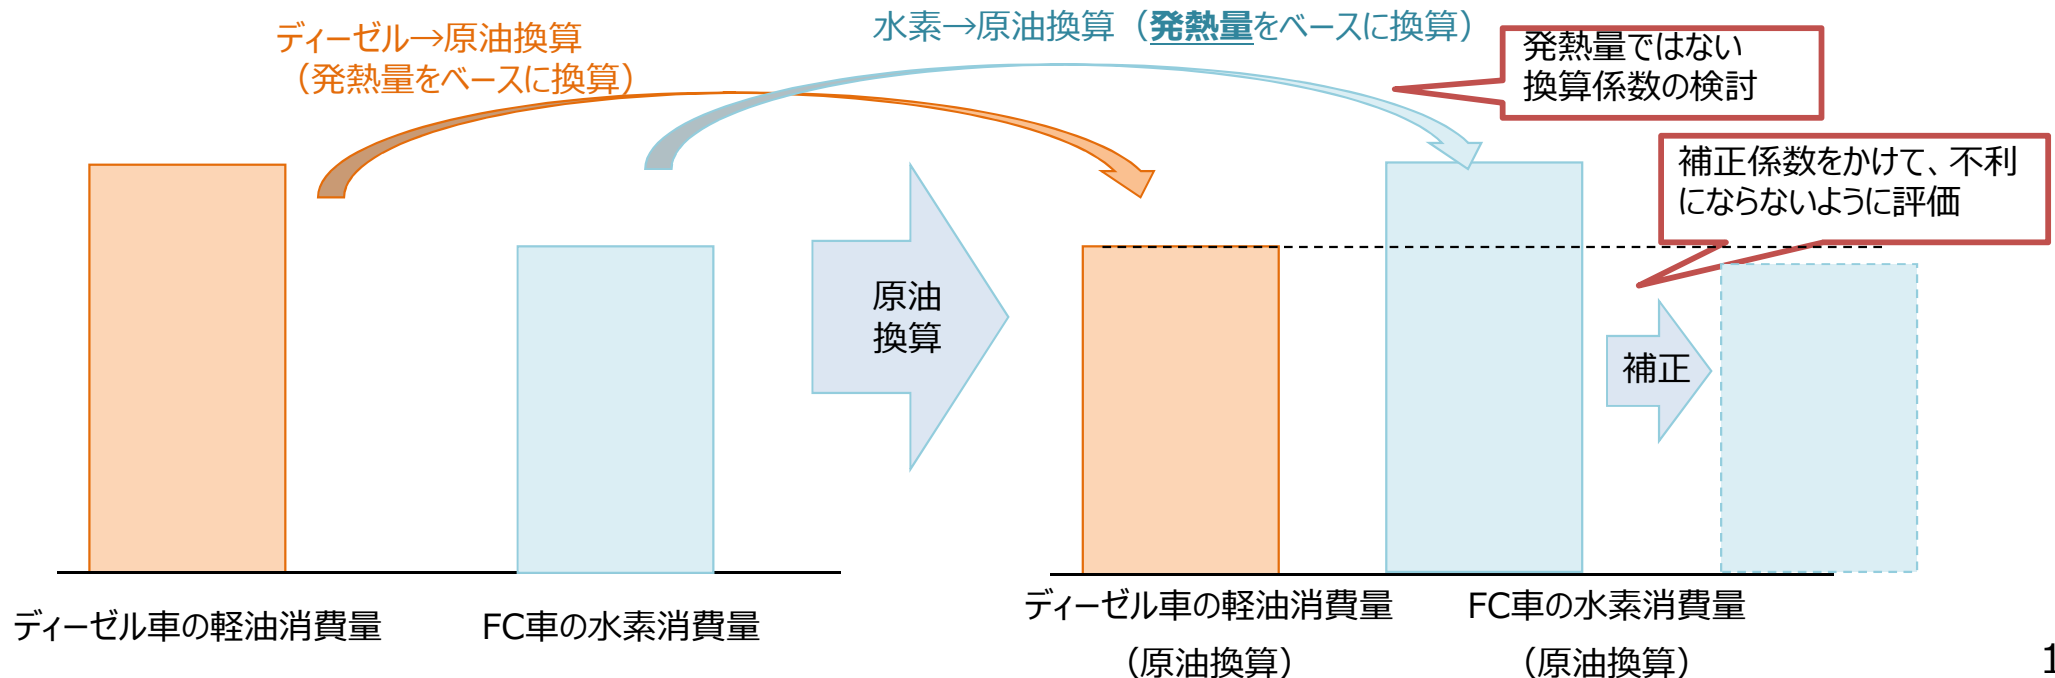 ディーゼル→原油換算
（発熱量をベースに換算）
水素→原油換算（発熱量をベースに換算）
発熱量ではない
換算係数の検討
補正係数をかけて、不利
にならないように評価
原油
換算
補正
ディーゼル車の軽油消費量
FC車の水素消費量
ディーゼル車の軽油消費量
（原油換算）
FC車の水素消費量
（原油換算）